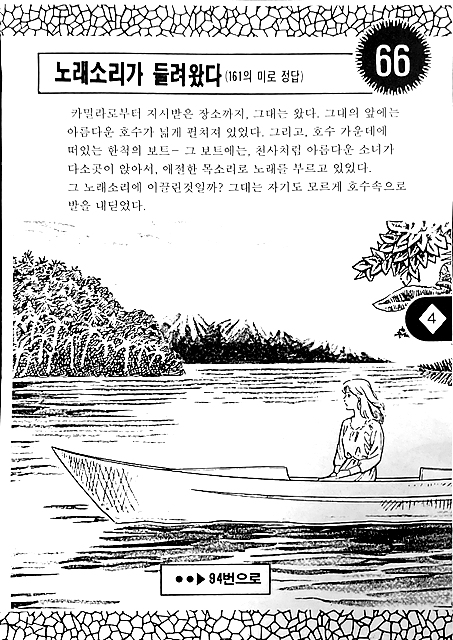 66
노래소리가 들려왔다 (161의 미로 정답)
카밀라로부터 지시받은 장소까지, 그대는 왔다. 그대의 앞에는
아름다운 호수가 넓게 펼치지 있었다. 그리고, 호수 가운데에
떠있는 한척의 보트- 그 보트에는, 천사처럼 아름다운 소녀가
다소곳이 앉아서, 애절한 목소리로 노래를 부르고 있었다.
그 노래소리에 이끌린것일까? 그대는 자기도 모르게 호수속으로
발을 내딛었다.
4
••▶ 94번으로